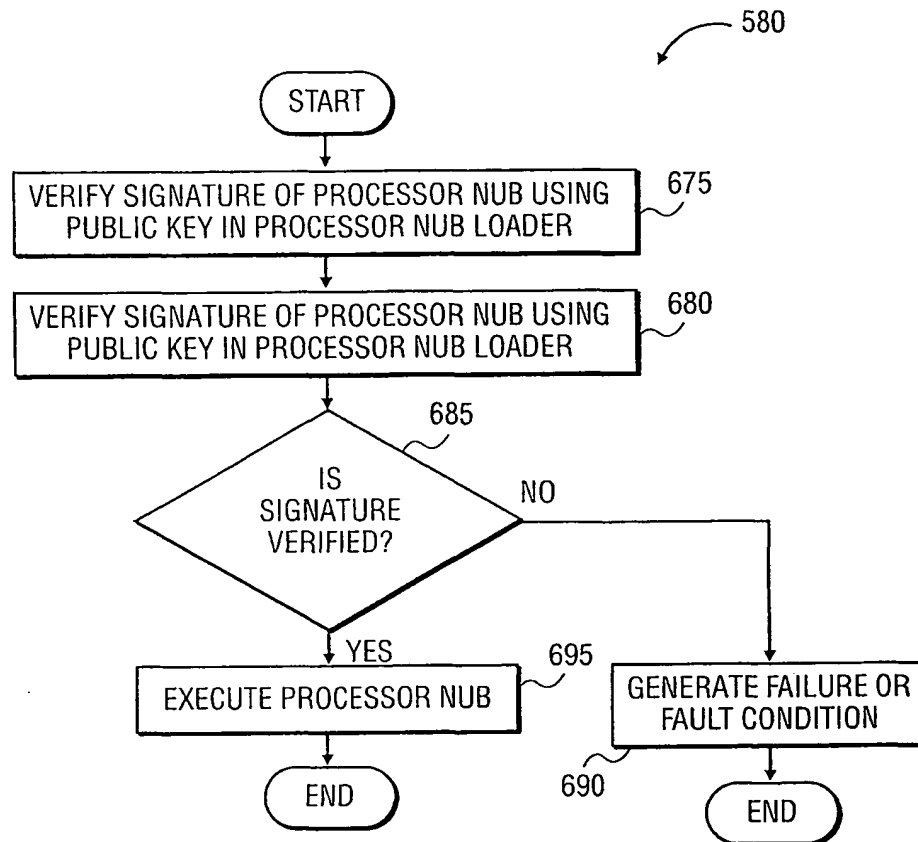 580
START
VERIFY SIGNATURE OF PROCESSOR NUB USING
PUBLIC KEY IN PROCESSOR NUB LOADER
675
VERIFY SIGNATURE OF PROCESSOR NUB USING
PUBLIC KEY IN PROCESSOR NUB LOADER
680
685
IS
SIGNATURE
VERIFIED?
NO
YES
EXECUTE PROCESSOR NUB
695
GENERATE FAILURE OR
FAULT CONDITION
690
END
END